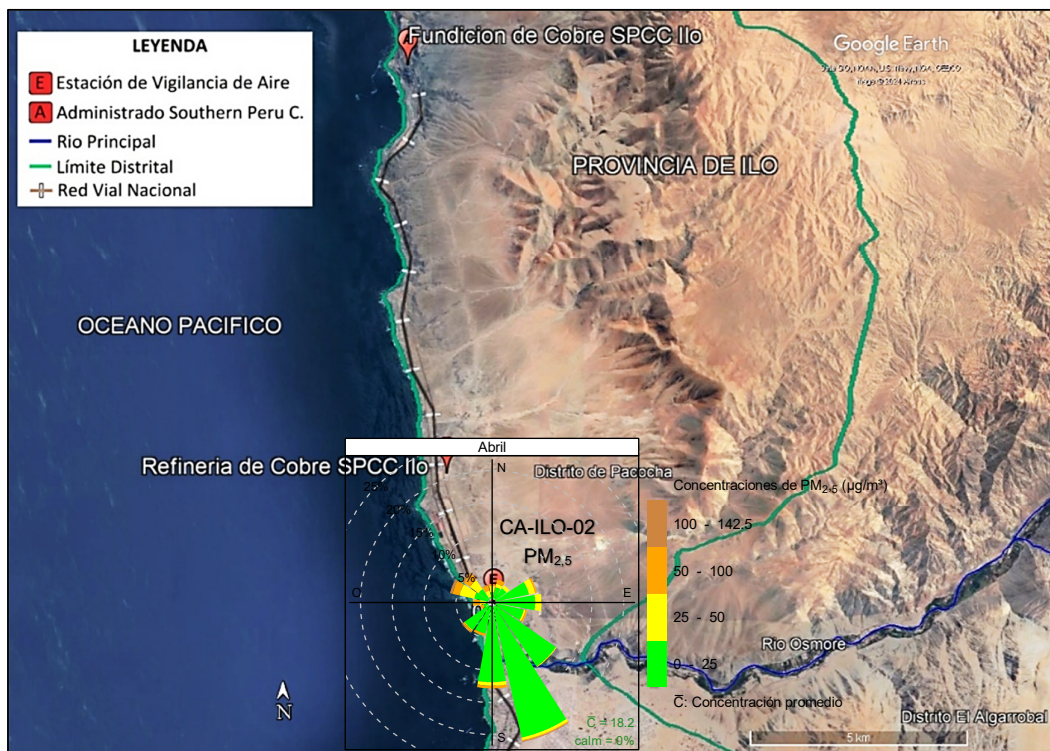 LEYENDA
E Estación de Vigilancia de Aire
A Administrado Southern Peru C.
Rio Principal
Límite Distrital
Red Vial Nacional
Fundicion de Cobre SPCC Ilo
Google Earth
PROVINCIA DE ILO
OCEANO PACIFICO
Refineria de Cobre SPCC Ilo
Abril
N
Distrito de Pacocha
25%
20%
15%
10%
5%
CA-ILO-02
PM2,5
E
O
E
S
C̅ = 18.2
calm = 0%
Concentraciones de PM2,5 (µg/m³)
100 - 142.5
50 - 100
25 - 50
0 - 25
C̅: Concentración promedio
Rio Osmore
Distrito El Algarrobal
5 km
N